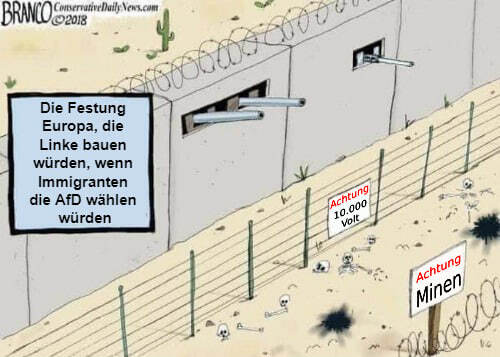 BRANCO ConservativeDailyNews.com
©2018
Die Festung
Europa, die
Linke bauen
würden, wenn
Immigranten
die AfD wählen
würden
Achtung
10.000
Volt
Achtung
Minen